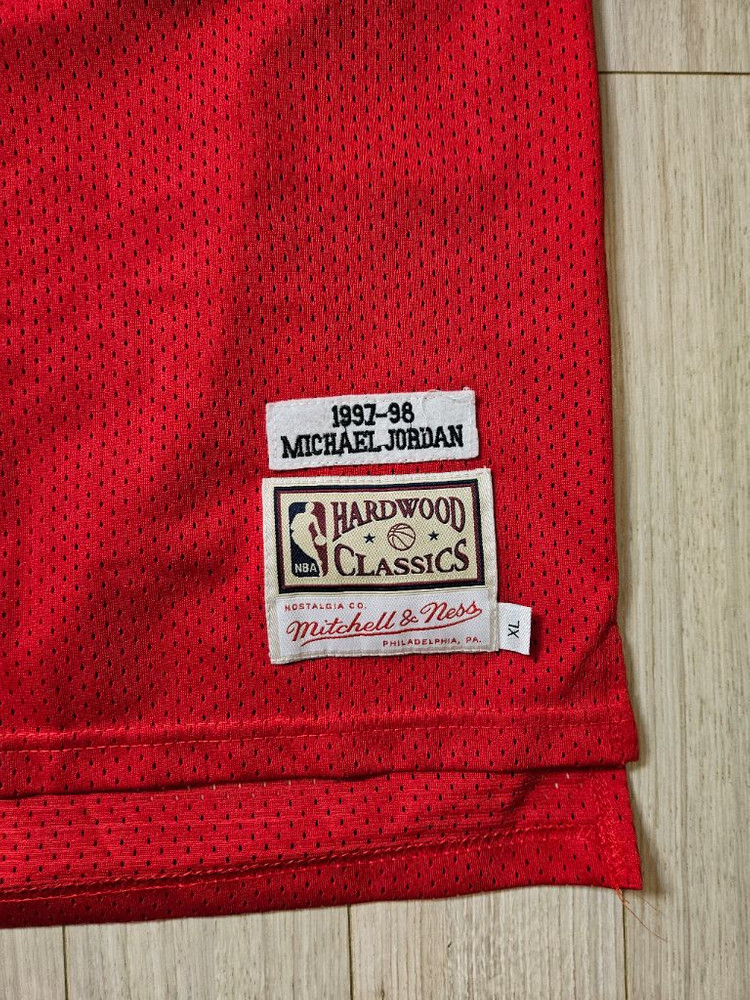 1997-98
MICHAEL JORDAN
HARDWOOD
CLASSICS
NBA
NOSTALGIA CO.
Mitchell & Ness
PHILADELPHIA, PA.
XL